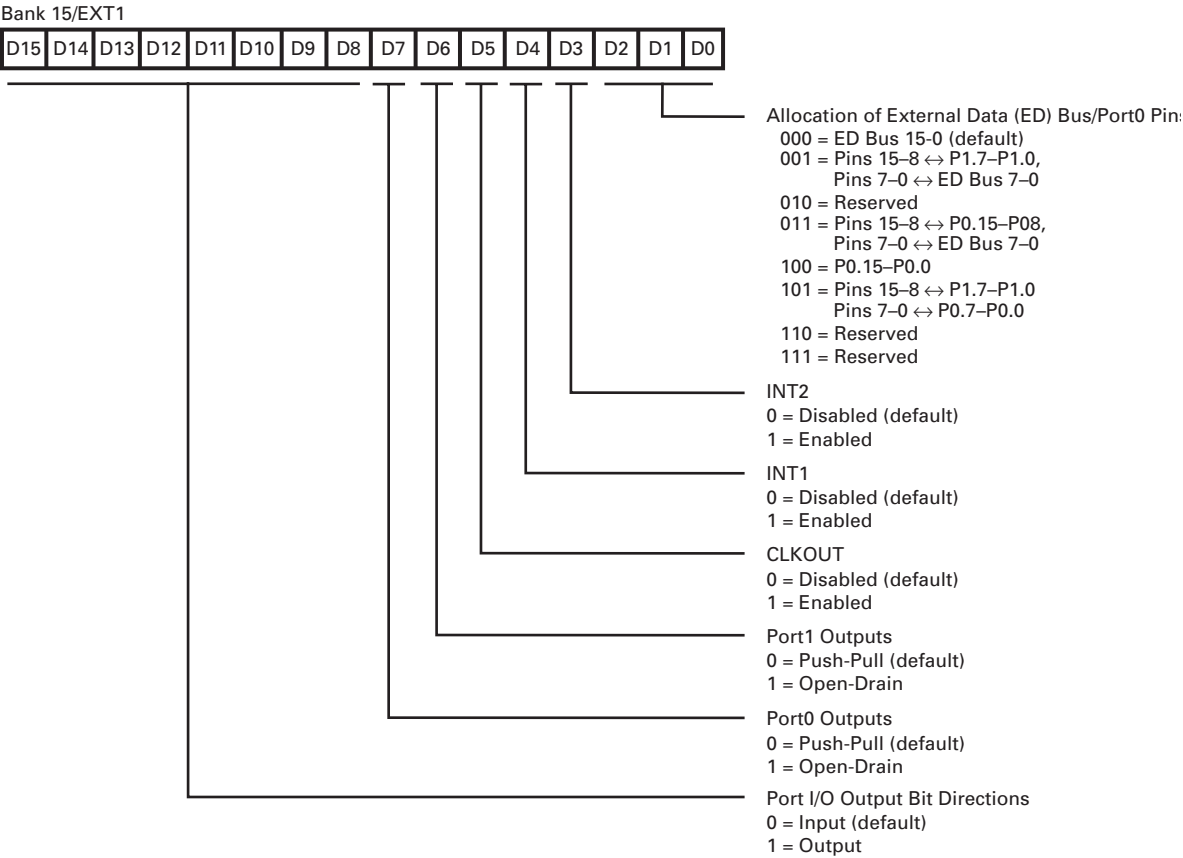 Bank 15/EXT1
D15 D14 D13 D12 D11 D10 D9 D8 D7 D6 D5 D4 D3 D2 D1 D0
Allocation of External Data (ED) Bus/Port0 Pins
000 = ED Bus 15-0 (default)
001 = Pins 15–8 ↔ P1.7–P1.0,
Pins 7–0 ↔ ED Bus 7–0
010 = Reserved
011 = Pins 15–8 ↔ P0.15–P08,
Pins 7–0 ↔ ED Bus 7–0
100 = P0.15–P0.0
101 = Pins 15–8 ↔ P1.7–P1.0
Pins 7–0 ↔ P0.7–P0.0
110 = Reserved
111 = Reserved
INT2
0 = Disabled (default)
1 = Enabled
INT1
0 = Disabled (default)
1 = Enabled
CLKOUT
0 = Disabled (default)
1 = Enabled
Port1 Outputs
0 = Push-Pull (default)
1 = Open-Drain
Port0 Outputs
0 = Push-Pull (default)
1 = Open-Drain
Port I/O Output Bit Directions
0 = Input (default)
1 = Output